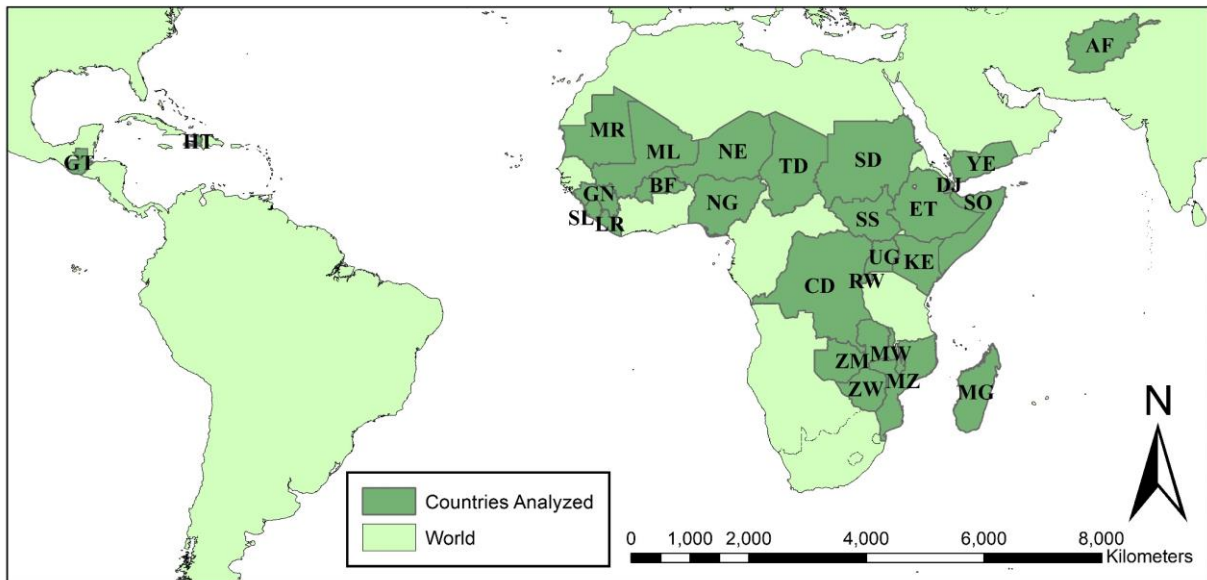 AF
HT
MR
GT
ML
NE
SD
YE
TD
BF
DJ
GN
NG
ET
SO
SL
LR
SS
UG
KE
RW
CD
MW
ZM
MZ
ZW
MG
N
Countries Analyzed
World
0 1,000 2,000 4,000 6,000 8,000
Kilometers